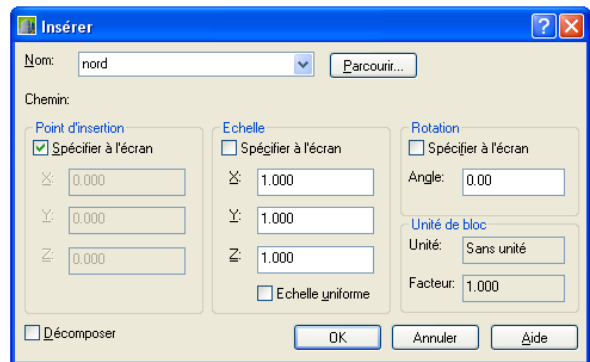 Insérer
Nom: nord Parcourir...
Chemin:
Point d'insertion Echelle Rotation
Spécifier à l'écran Spécifier à l'écran Spécifier à l'écran
X: 0.000 X: 1.000 Angle: 0.00
Y: 0.000 Y: 1.000 Unité de bloc
Z: 0.000 Z: 1.000 Unité: Sans unité
Echelle uniforme Facteur: 1.000
Décomposer OK Annuler Aide